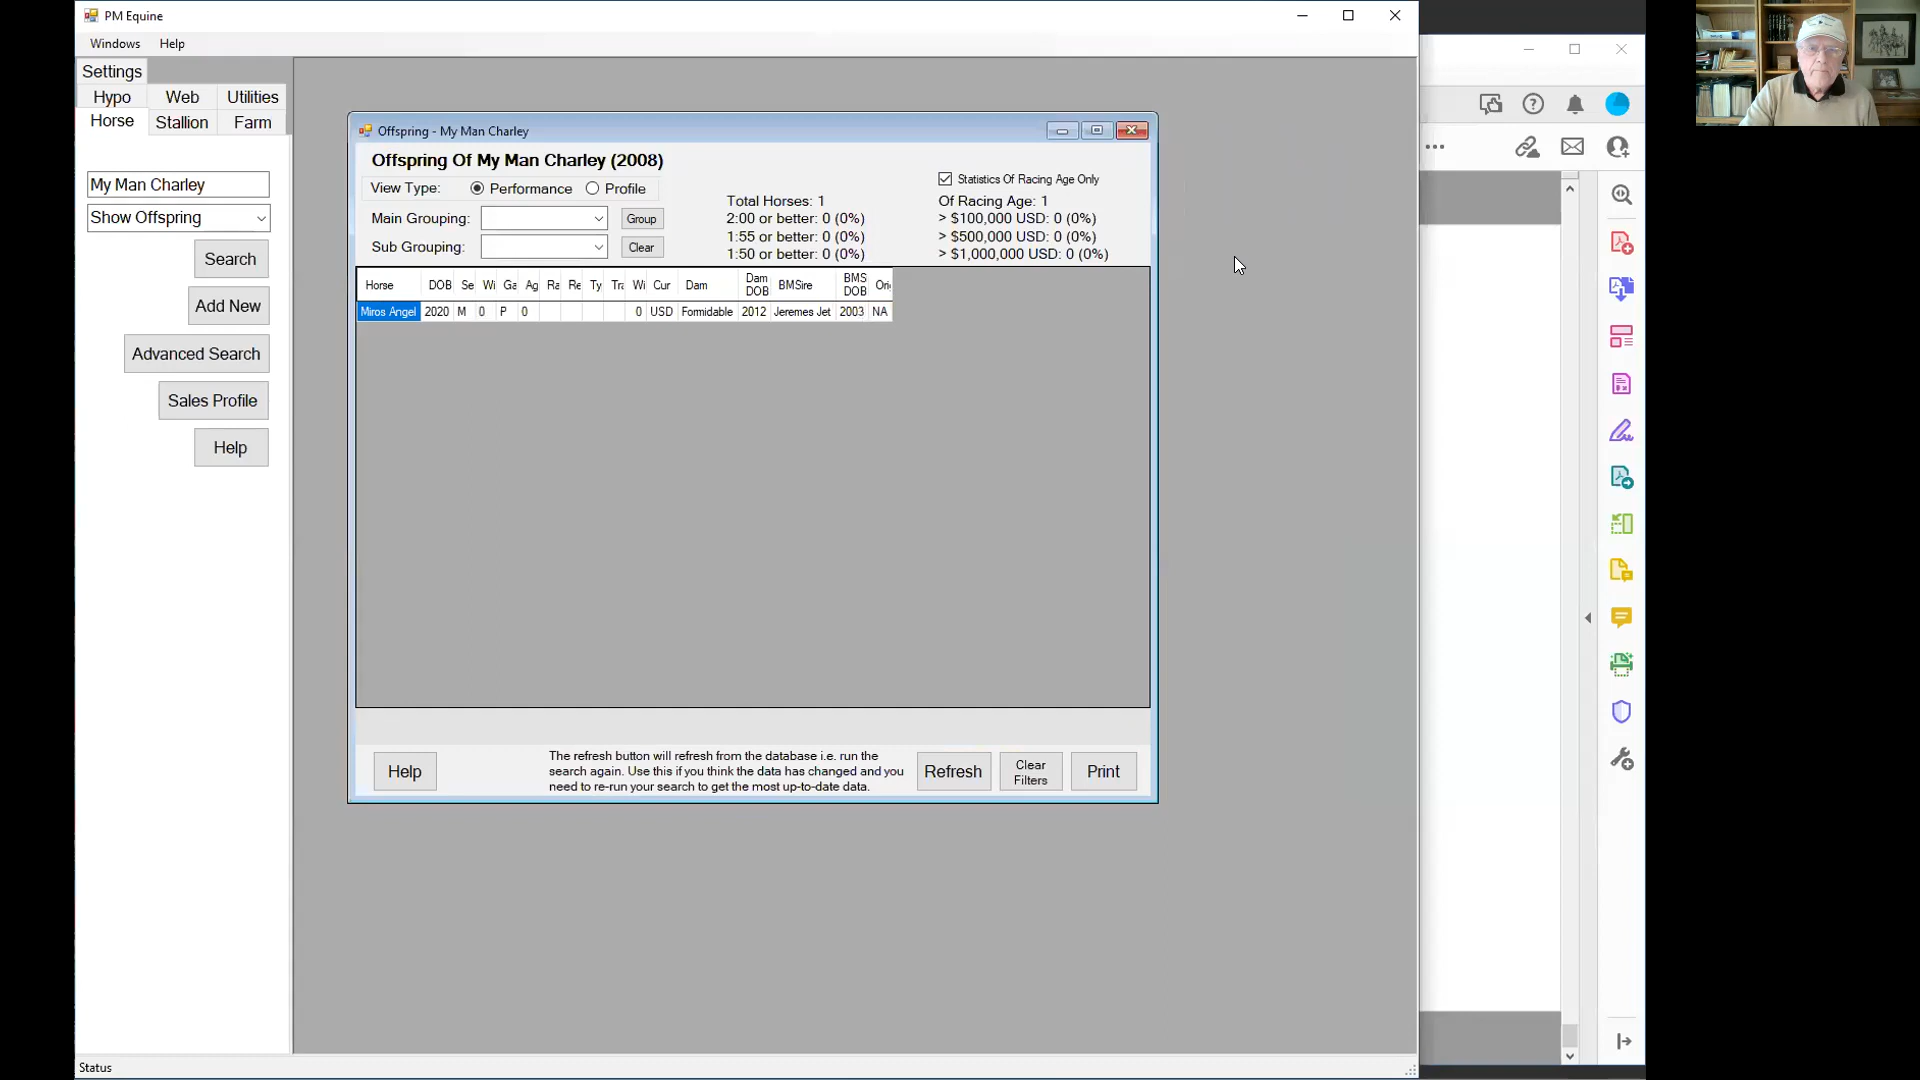 PM Equine
Windows Help
Settings
Hypo Web Utilities
Horse Stallion Farm
My Man Charley
Show Offspring
Search
Add New
Advanced Search
Sales Profile
Help
Offspring - My Man Charley
Offspring Of My Man Charley (2008)
View Type: Performance Profile
Main Grouping: Group
Sub Grouping: Clear
Total Horses: 1
2:00 or better: 0 (0%)
1:55 or better: 0 (0%)
1:50 or better: 0 (0%)
Statistics Of Racing Age Only
Of Racing Age: 1
> $100,000 USD: 0 (0%)
> $500,000 USD: 0 (0%)
> $1,000,000 USD: 0 (0%)
Horse DOB Se Wi Ga Ag Ra Re Ty Tra Wi Cur Dam Dam DOB BMSire BMS DOB Ori
Miros Angel 2020 M 0 P 0 0 USD Formidable 2012 Jeremes Jet 2003 NA
Help
The refresh button will refresh from the database i.e. run the
search again. Use this if you think the data has changed and you
need to re-run your search to get the most up-to-date data.
Refresh
Clear
Filters
Print
Status